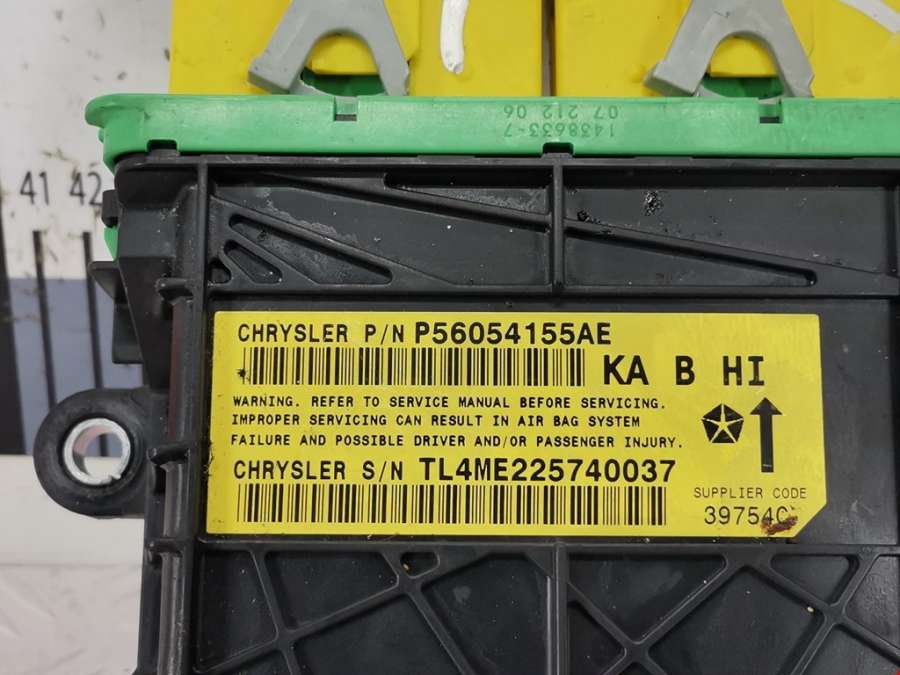 1438633-7
07 212 06
41 42
CHRYSLER P/N P56054155AE
KA B HI
WARNING. REFER TO SERVICE MANUAL BEFORE SERVICING.
IMPROPER SERVICING CAN RESULT IN AIR BAG SYSTEM
FAILURE AND POSSIBLE DRIVER AND/OR PASSENGER INJURY.
CHRYSLER S/N TL4ME225740037
SUPPLIER CODE